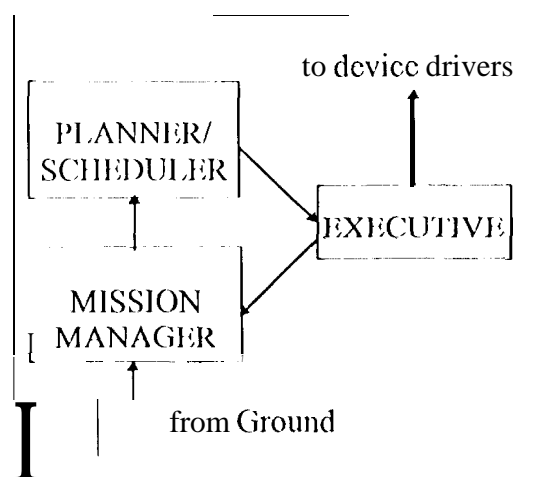 to device drivers
PLANNER/
SCHEDULER
EXECUTIVE
MISSION
MANAGER
from Ground
I